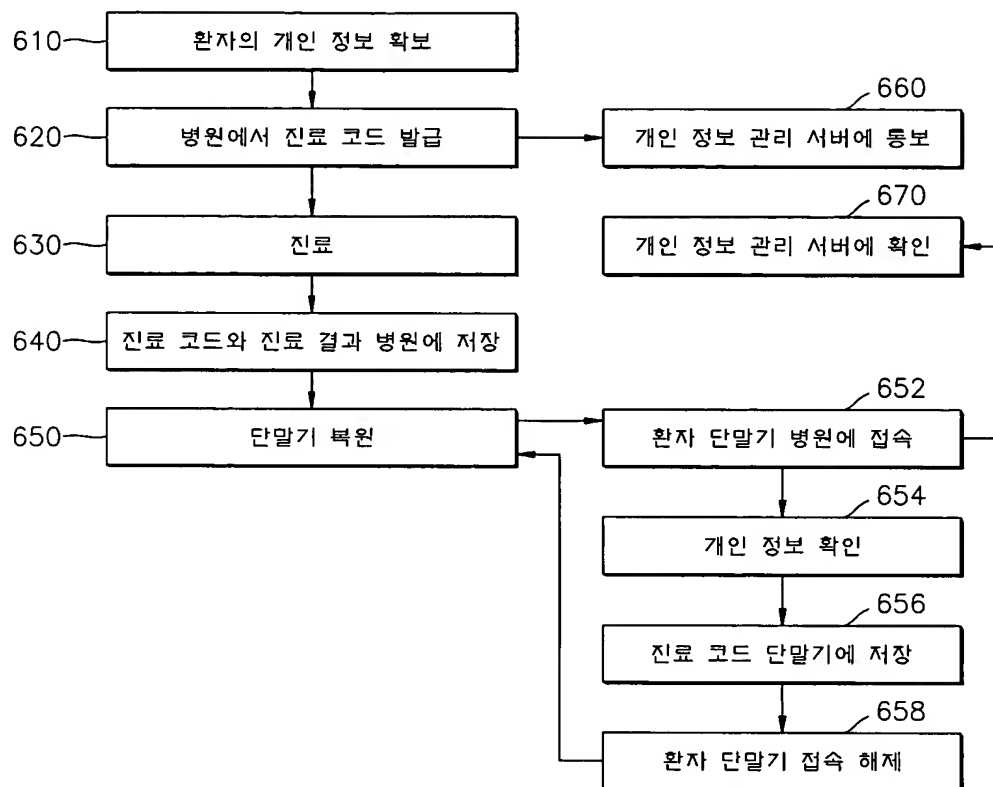 610 환자의 개인 정보 확보
660
620 병원에서 진료 코드 발급
개인 정보 관리 서버에 통보
670
630 진료
개인 정보 관리 서버에 확인
640 진료 코드와 진료 결과 병원에 저장
652
650 단말기 복원
환자 단말기 병원에 접속
654
개인 정보 확인
656
진료 코드 단말기에 저장
658
환자 단말기 접속 해제